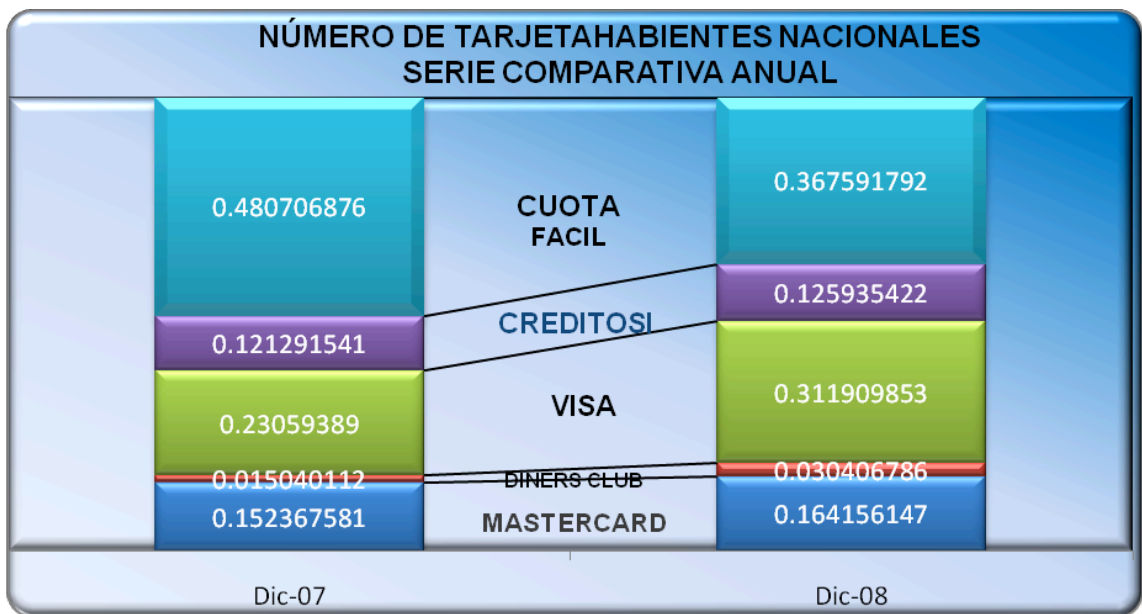 NÚMERO DE TARJETAHABIENTES NACIONALES
SERIE COMPARATIVA ANUAL
0.480706876
CUOTA
FACIL
0.367591792
0.121291541
CREDITOSI
0.125935422
0.23059389
VISA
0.311909853
0.015040112
DINERS CLUB
0.030406786
0.152367581
MASTERCARD
0.164156147
Dic-07
Dic-08